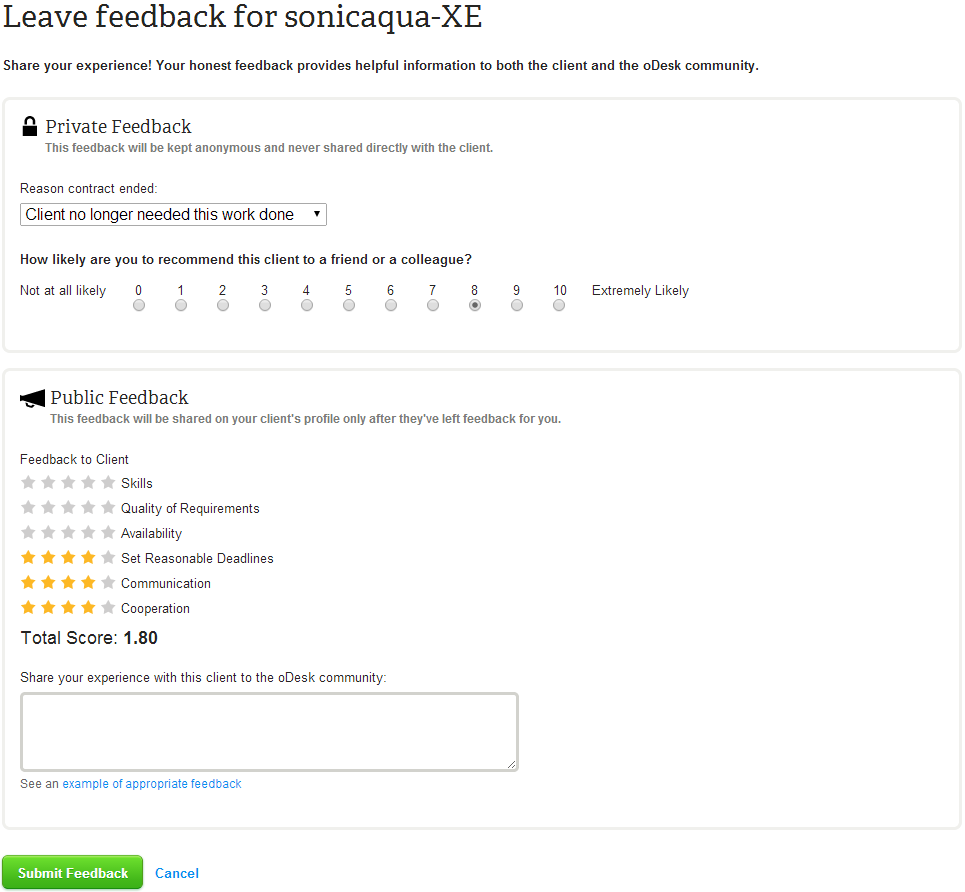 Leave feedback for sonicaqua-XE
Share your experience! Your honest feedback provides helpful information to both the client and the oDesk community.
Private Feedback
This feedback will be kept anonymous and never shared directly with the client.
Reason contract ended:
Client no longer needed this work done
How likely are you to recommend this client to a friend or a colleague?
Not at all likely 0 1 2 3 4 5 6 7 8 9 10 Extremely Likely
Public Feedback
This feedback will be shared on your client's profile only after they've left feedback for you.
Feedback to Client
Skills
Quality of Requirements
Availability
Set Reasonable Deadlines
Communication
Cooperation
Total Score: 1.80
Share your experience with this client to the oDesk community:
See an example of appropriate feedback
Submit Feedback Cancel